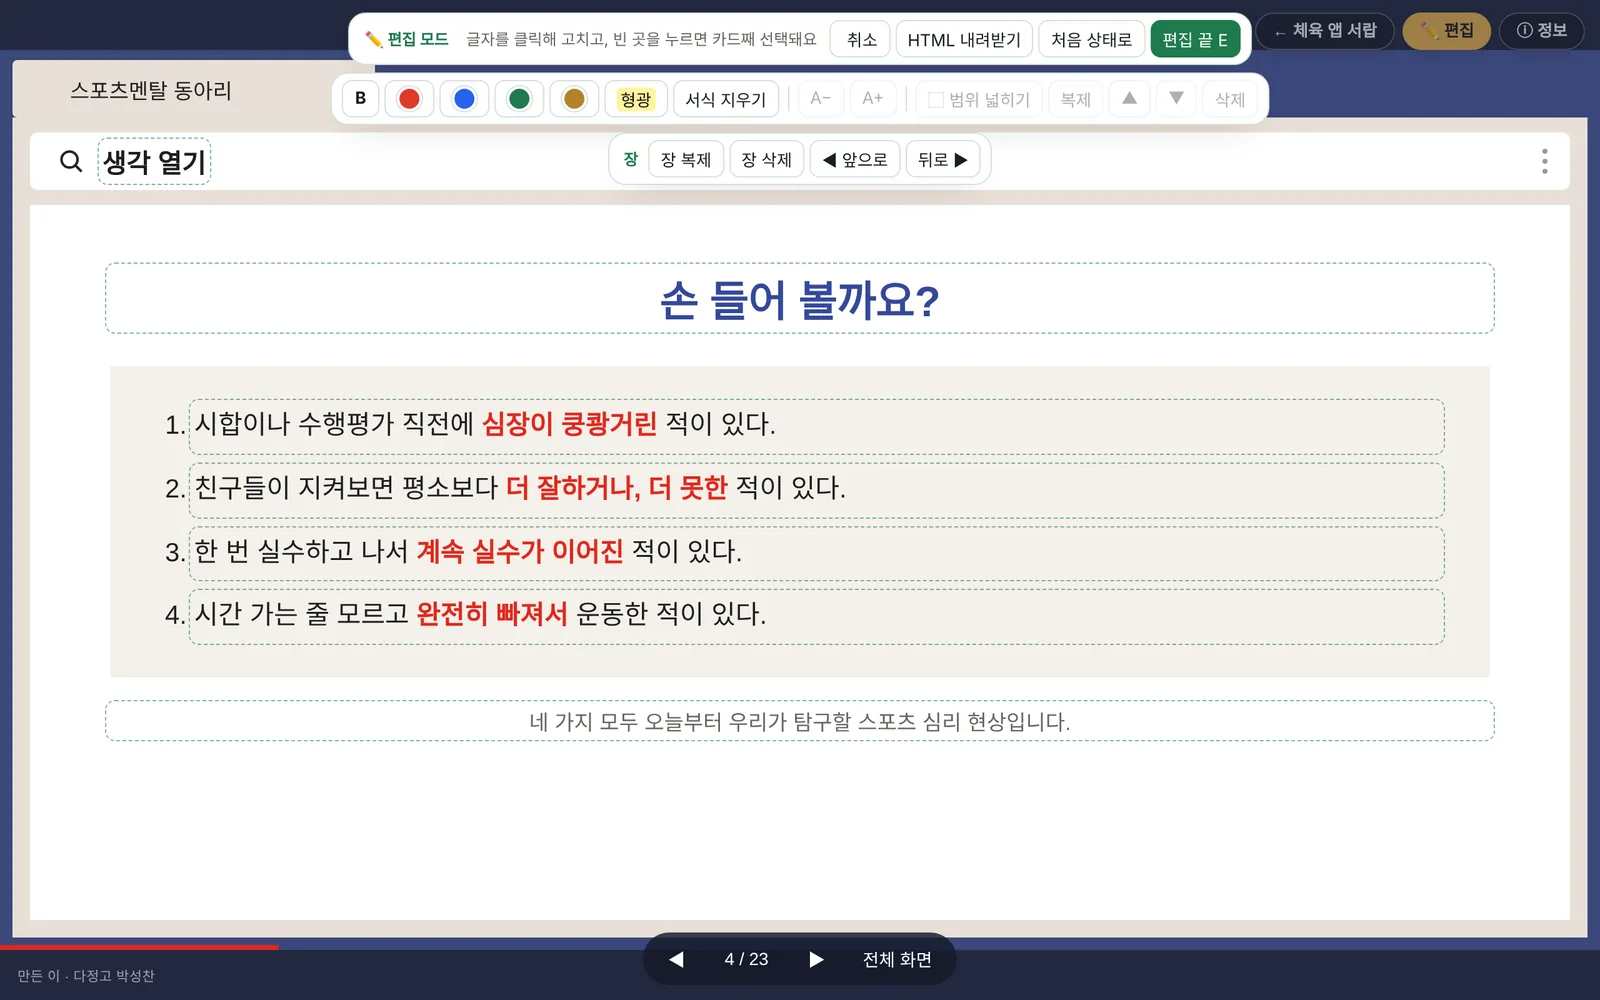 ✏️ 편집 모드 글자를 클릭해 고치고, 빈 곳을 누르면 카드째 선택돼요 취소 HTML 내려받기 처음 상태로 편집 끝 E
← 체육 앱 서랍 ✏️ 편집 ⓘ 정보
스포츠멘탈 동아리
B 형광 서식 지우기 A− A+ 범위 넓히기 복제 ▲ ▼ 삭제
생각 열기
장 장 복제 장 삭제 ◀ 앞으로 뒤로 ▶
손 들어 볼까요?
1. 시합이나 수행평가 직전에 심장이 쿵쾅거린 적이 있다.
2. 친구들이 지켜보면 평소보다 더 잘하거나, 더 못한 적이 있다.
3. 한 번 실수하고 나서 계속 실수가 이어진 적이 있다.
4. 시간 가는 줄 모르고 완전히 빠져서 운동한 적이 있다.
네 가지 모두 오늘부터 우리가 탐구할 스포츠 심리 현상입니다.
◀ 4 / 23 ▶ 전체 화면
만든 이 · 다정고 박성찬